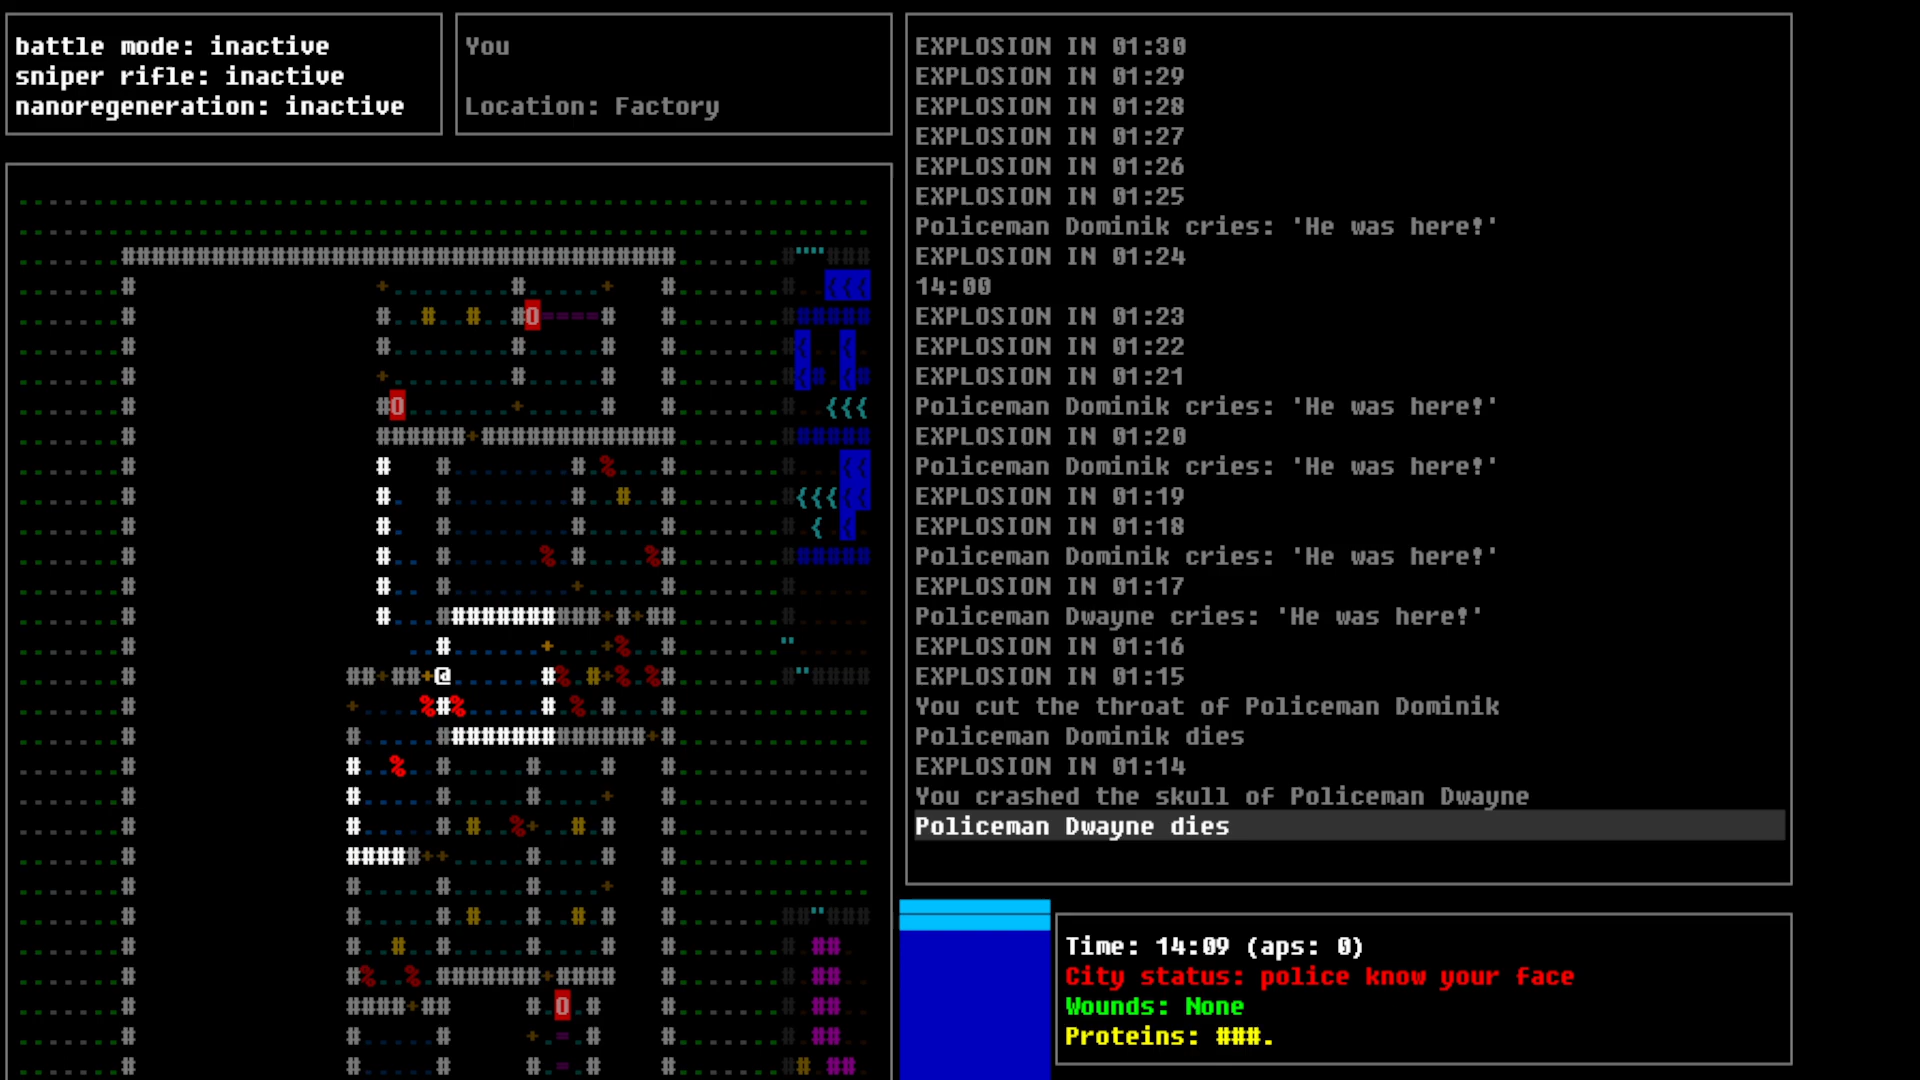 battle mode: inactive
sniper rifle: inactive
nanoregeneration: inactive
You
Location: Factory
EXPLOSION IN 01:30
EXPLOSION IN 01:29
EXPLOSION IN 01:28
EXPLOSION IN 01:27
EXPLOSION IN 01:26
EXPLOSION IN 01:25
Policeman Dominik cries: 'He was here!'
EXPLOSION IN 01:24
14:00
EXPLOSION IN 01:23
EXPLOSION IN 01:22
EXPLOSION IN 01:21
Policeman Dominik cries: 'He was here!'
EXPLOSION IN 01:20
Policeman Dominik cries: 'He was here!'
EXPLOSION IN 01:19
EXPLOSION IN 01:18
Policeman Dominik cries: 'He was here!'
EXPLOSION IN 01:17
Policeman Dwayne cries: 'He was here!'
EXPLOSION IN 01:16
EXPLOSION IN 01:15
You cut the throat of Policeman Dominik
Policeman Dominik dies
EXPLOSION IN 01:14
You crashed the skull of Policeman Dwayne
Policeman Dwayne dies
Time: 14:09 (aps: 0)
City status: police know your face
Wounds: None
Proteins: ###.